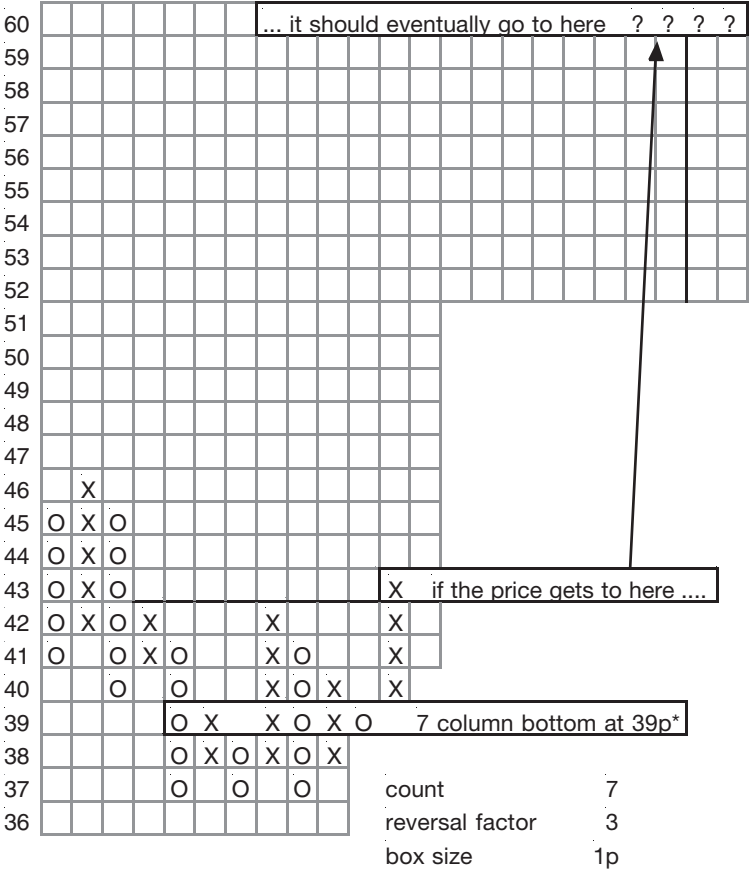 60 ... it should eventually go to here ? ? ? ?
59
58
57
56
55
54
53
52
51
50
49
48
47
46 X
45 O X O
44 O X O
43 O X O X if the price gets to here ....
42 O X O X X X
41 O O X O X O X
40 O O X O X X
39 O X X O X O 7 column bottom at 39p*
38 O X O X O X
37 O O O
36
count 7
reversal factor 3
box size 1p